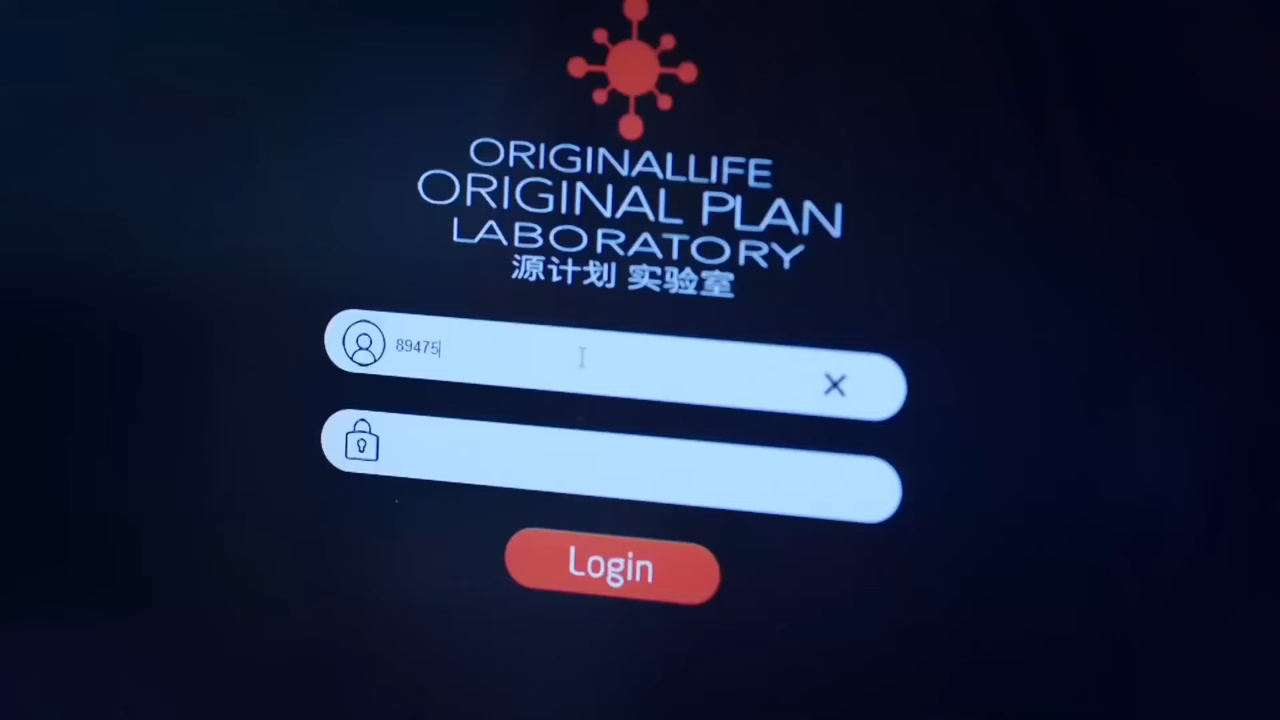 ORIGINALLIFE
ORIGINAL PLAN
LABORATORY
源计划 实验室
89475
Login